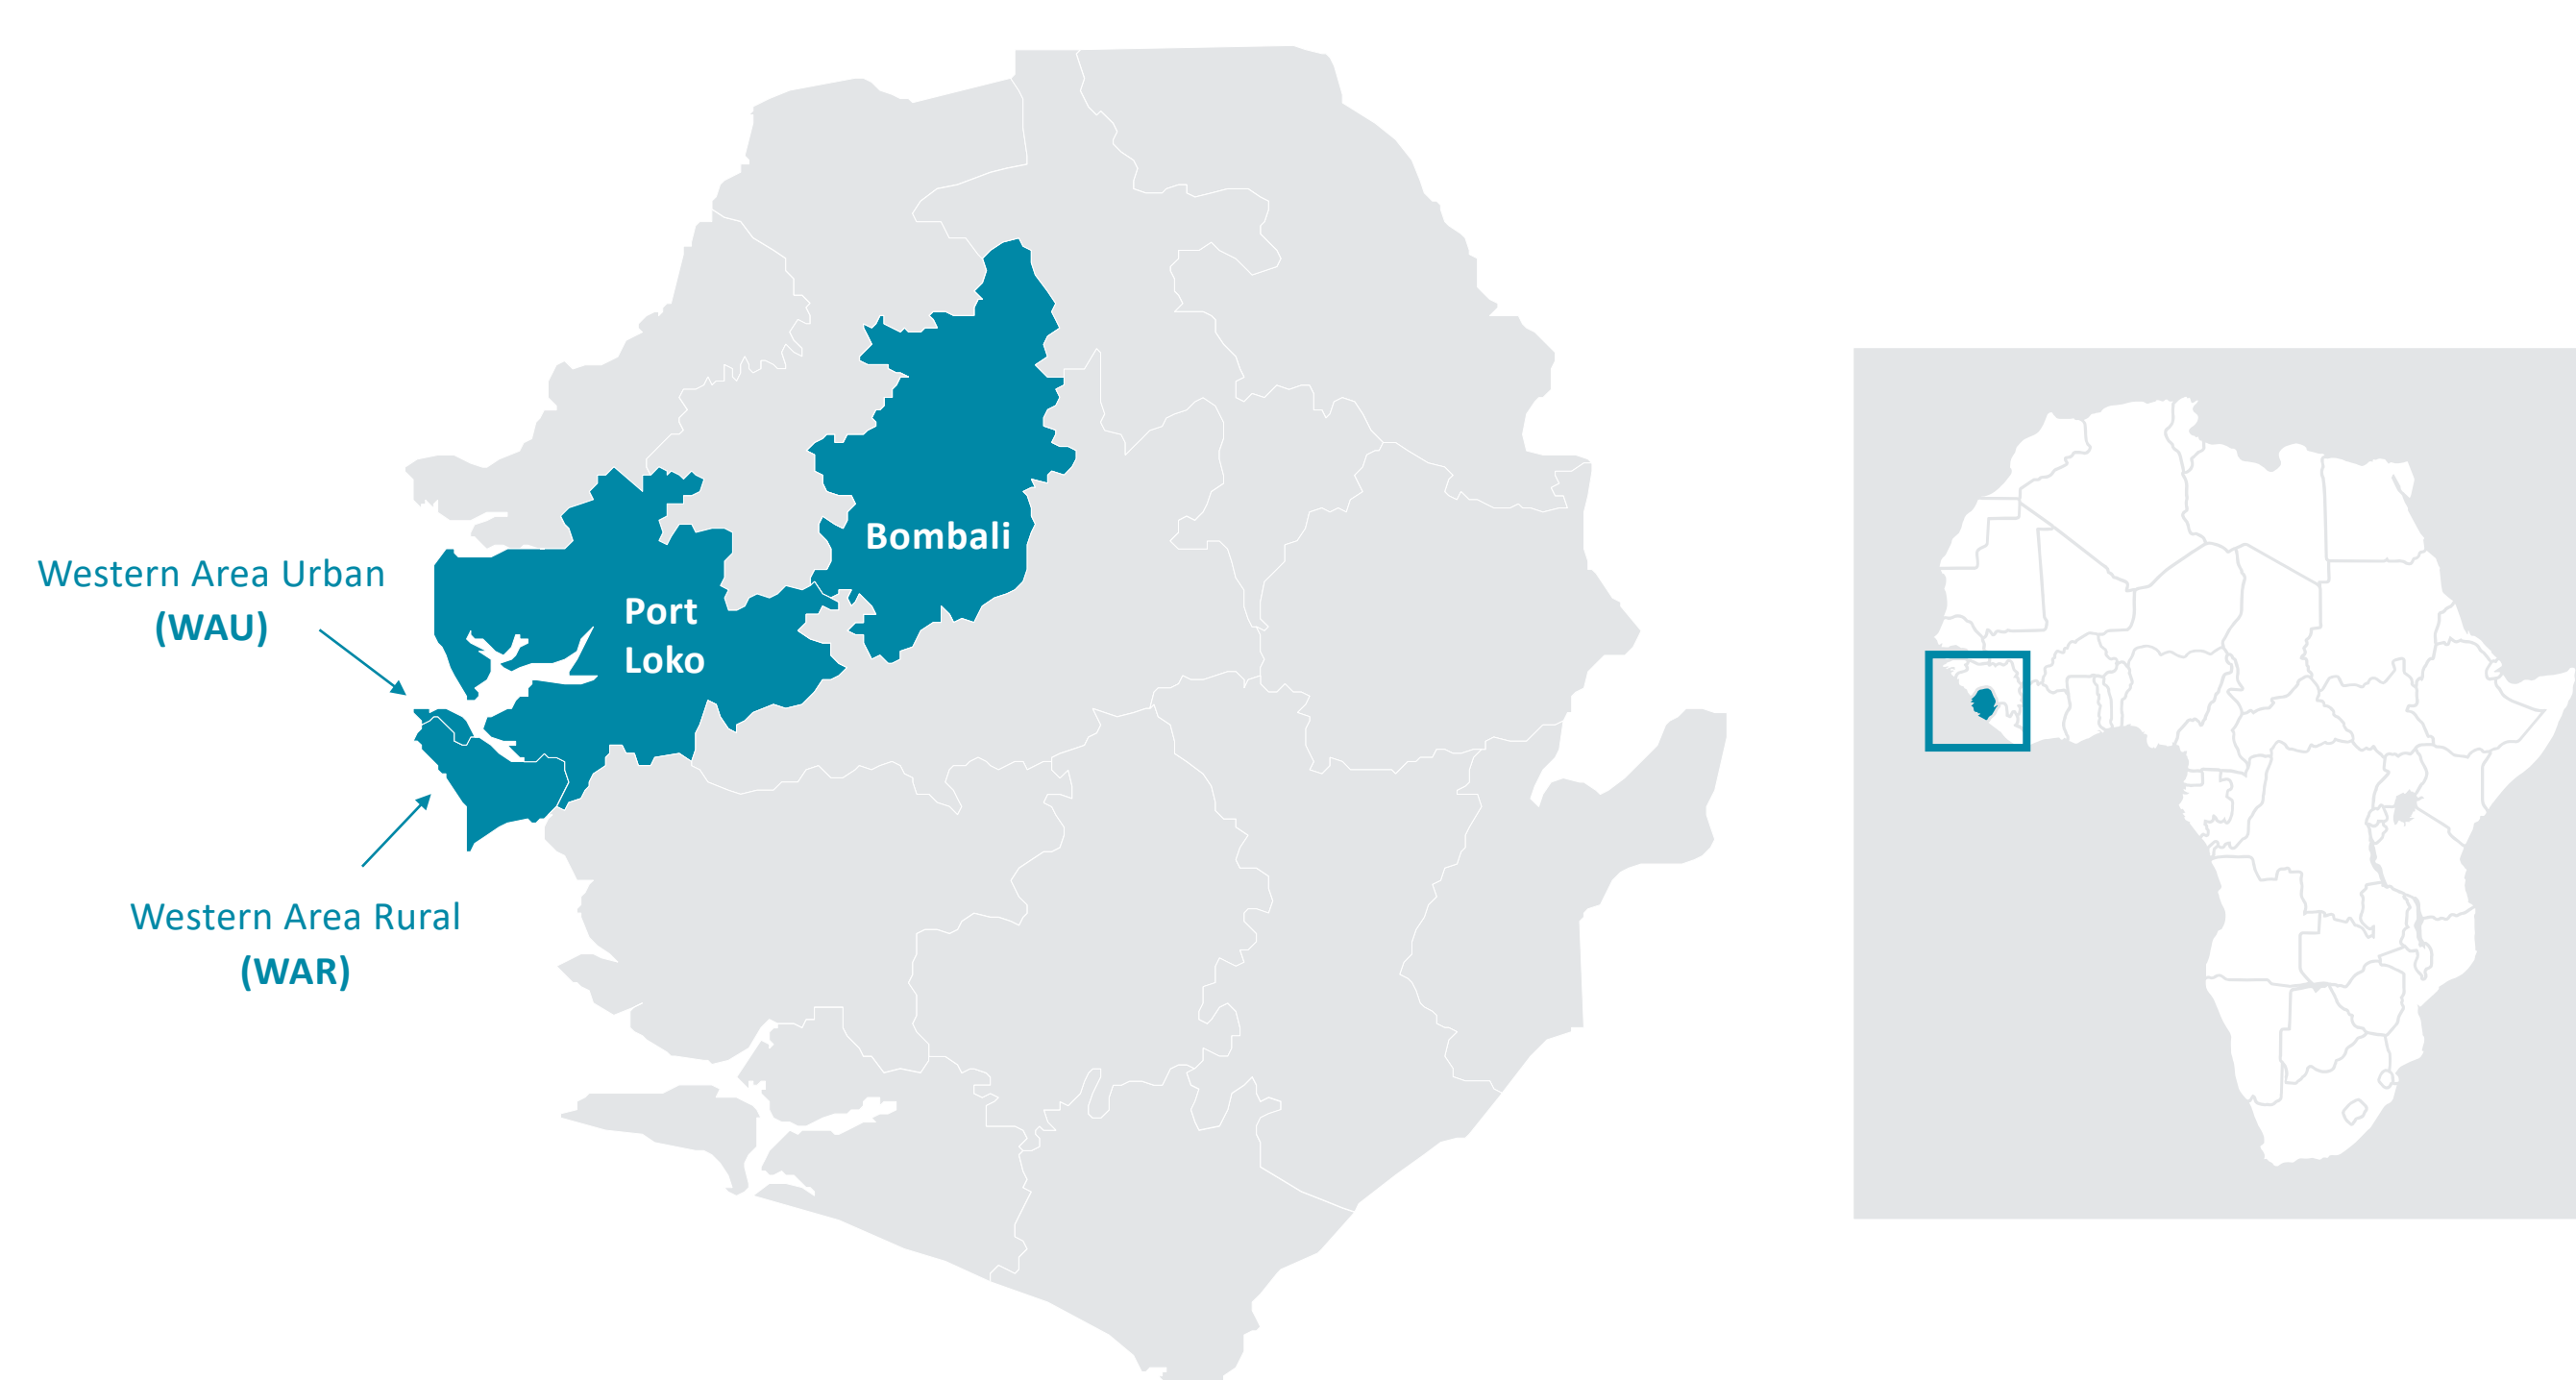 Bombali
Western Area Urban
(WAU)
Port
Loko
Western Area Rural
(WAR)